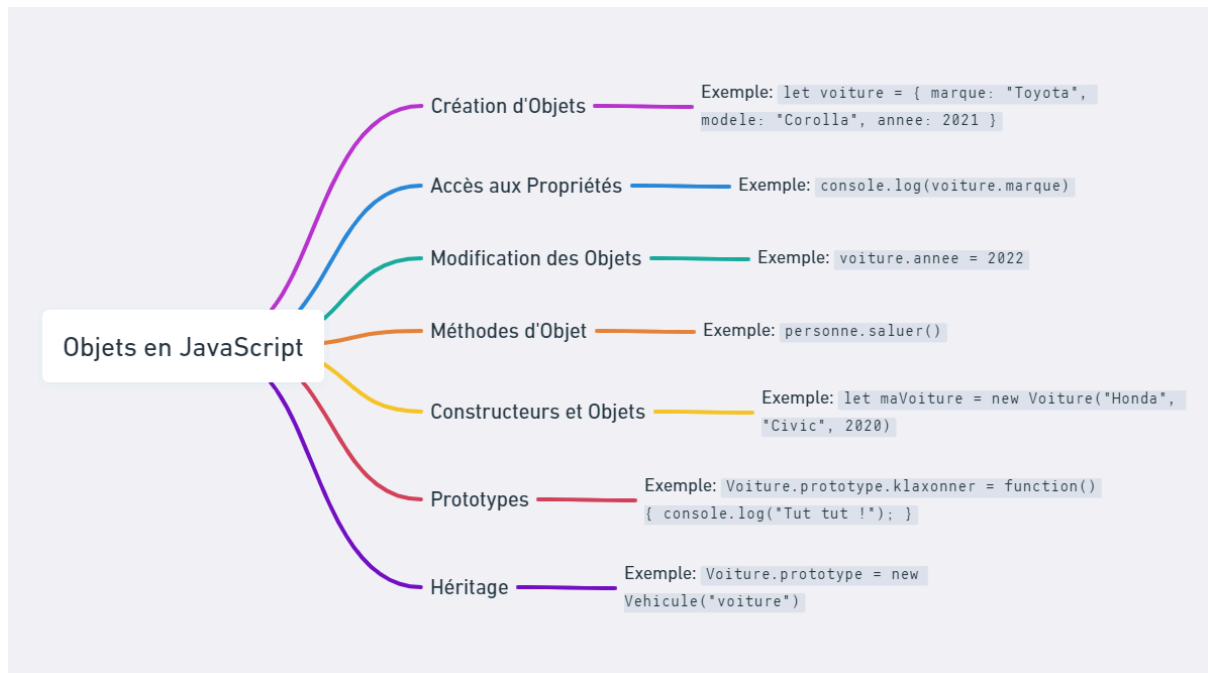 Création d'Objets
Exemple: let voiture = { marque: "Toyota",
modele: "Corolla", annee: 2021 }
Accès aux Propriétés
Exemple: console.log(voiture.marque)
Modification des Objets
Exemple: voiture.annee = 2022
Objets en JavaScript
Méthodes d'Objet
Exemple: personne.saluer()
Constructeurs et Objets
Exemple: let maVoiture = new Voiture("Honda",
"Civic", 2020)
Prototypes
Exemple: Voiture.prototype.klaxonner = function()
{ console.log("Tut tut !"); }
Héritage
Exemple: Voiture.prototype = new
Vehicule("voiture")